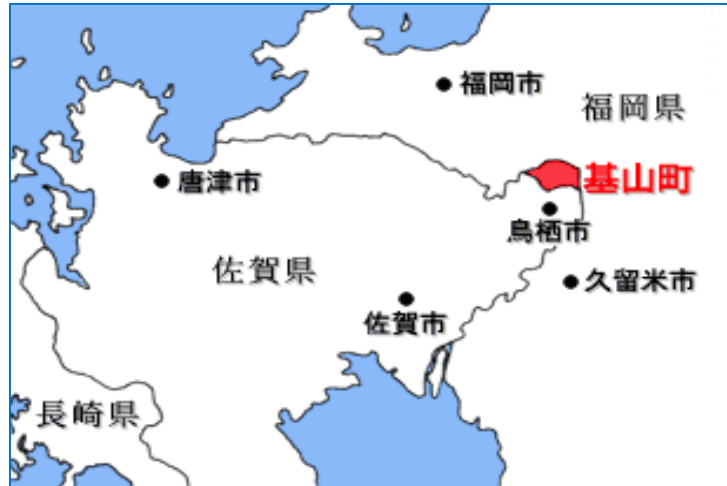 福岡市
福岡県
基山町
唐津市
鳥栖市
佐賀県
久留米市
佐賀市
長崎県